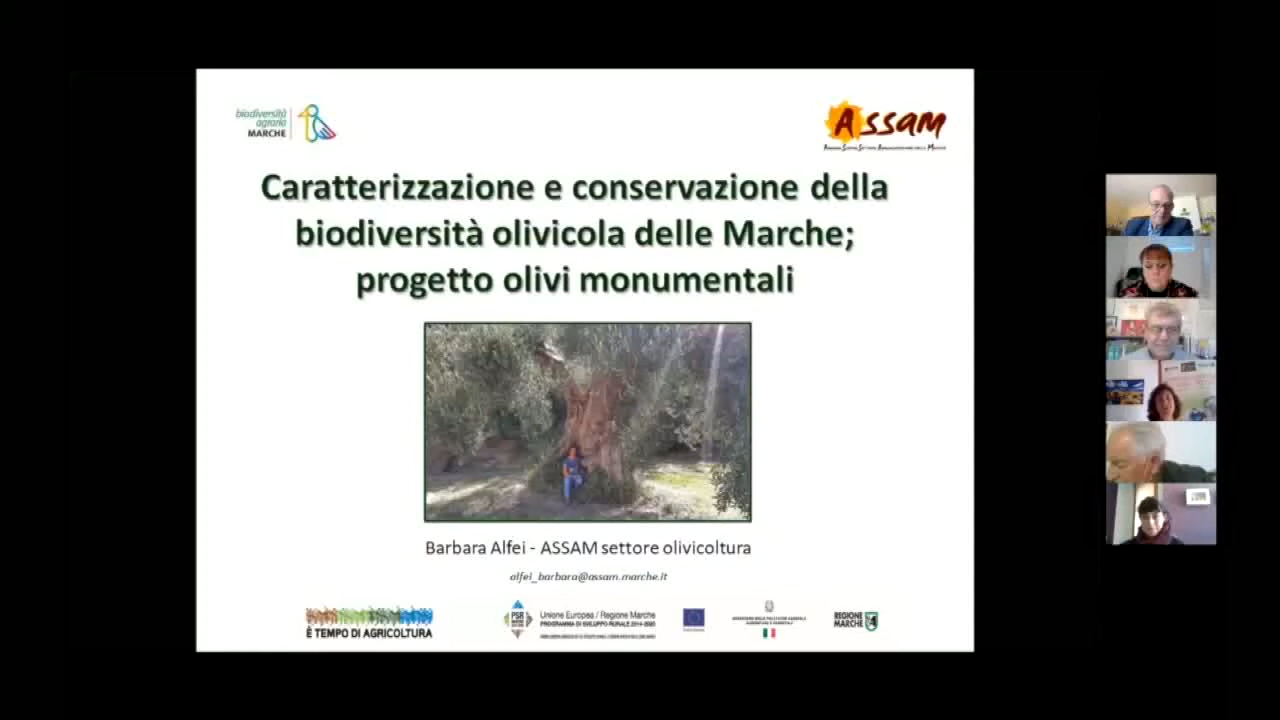 biodiversità
agraria
MARCHE
ASSAM
Caratterizzazione e conservazione della
biodiversità olivicola delle Marche;
progetto olivi monumentali
Barbara Alfei - ASSAM settore olivicoltura
alfei_barbara@assam.marche.it
È TEMPO DI AGRICOLTURA
PSR
Unione Europea / Regione Marche
PROGRAMMA DI SVILUPPO RURALE 2014-2020
REGIONE
MARCHE